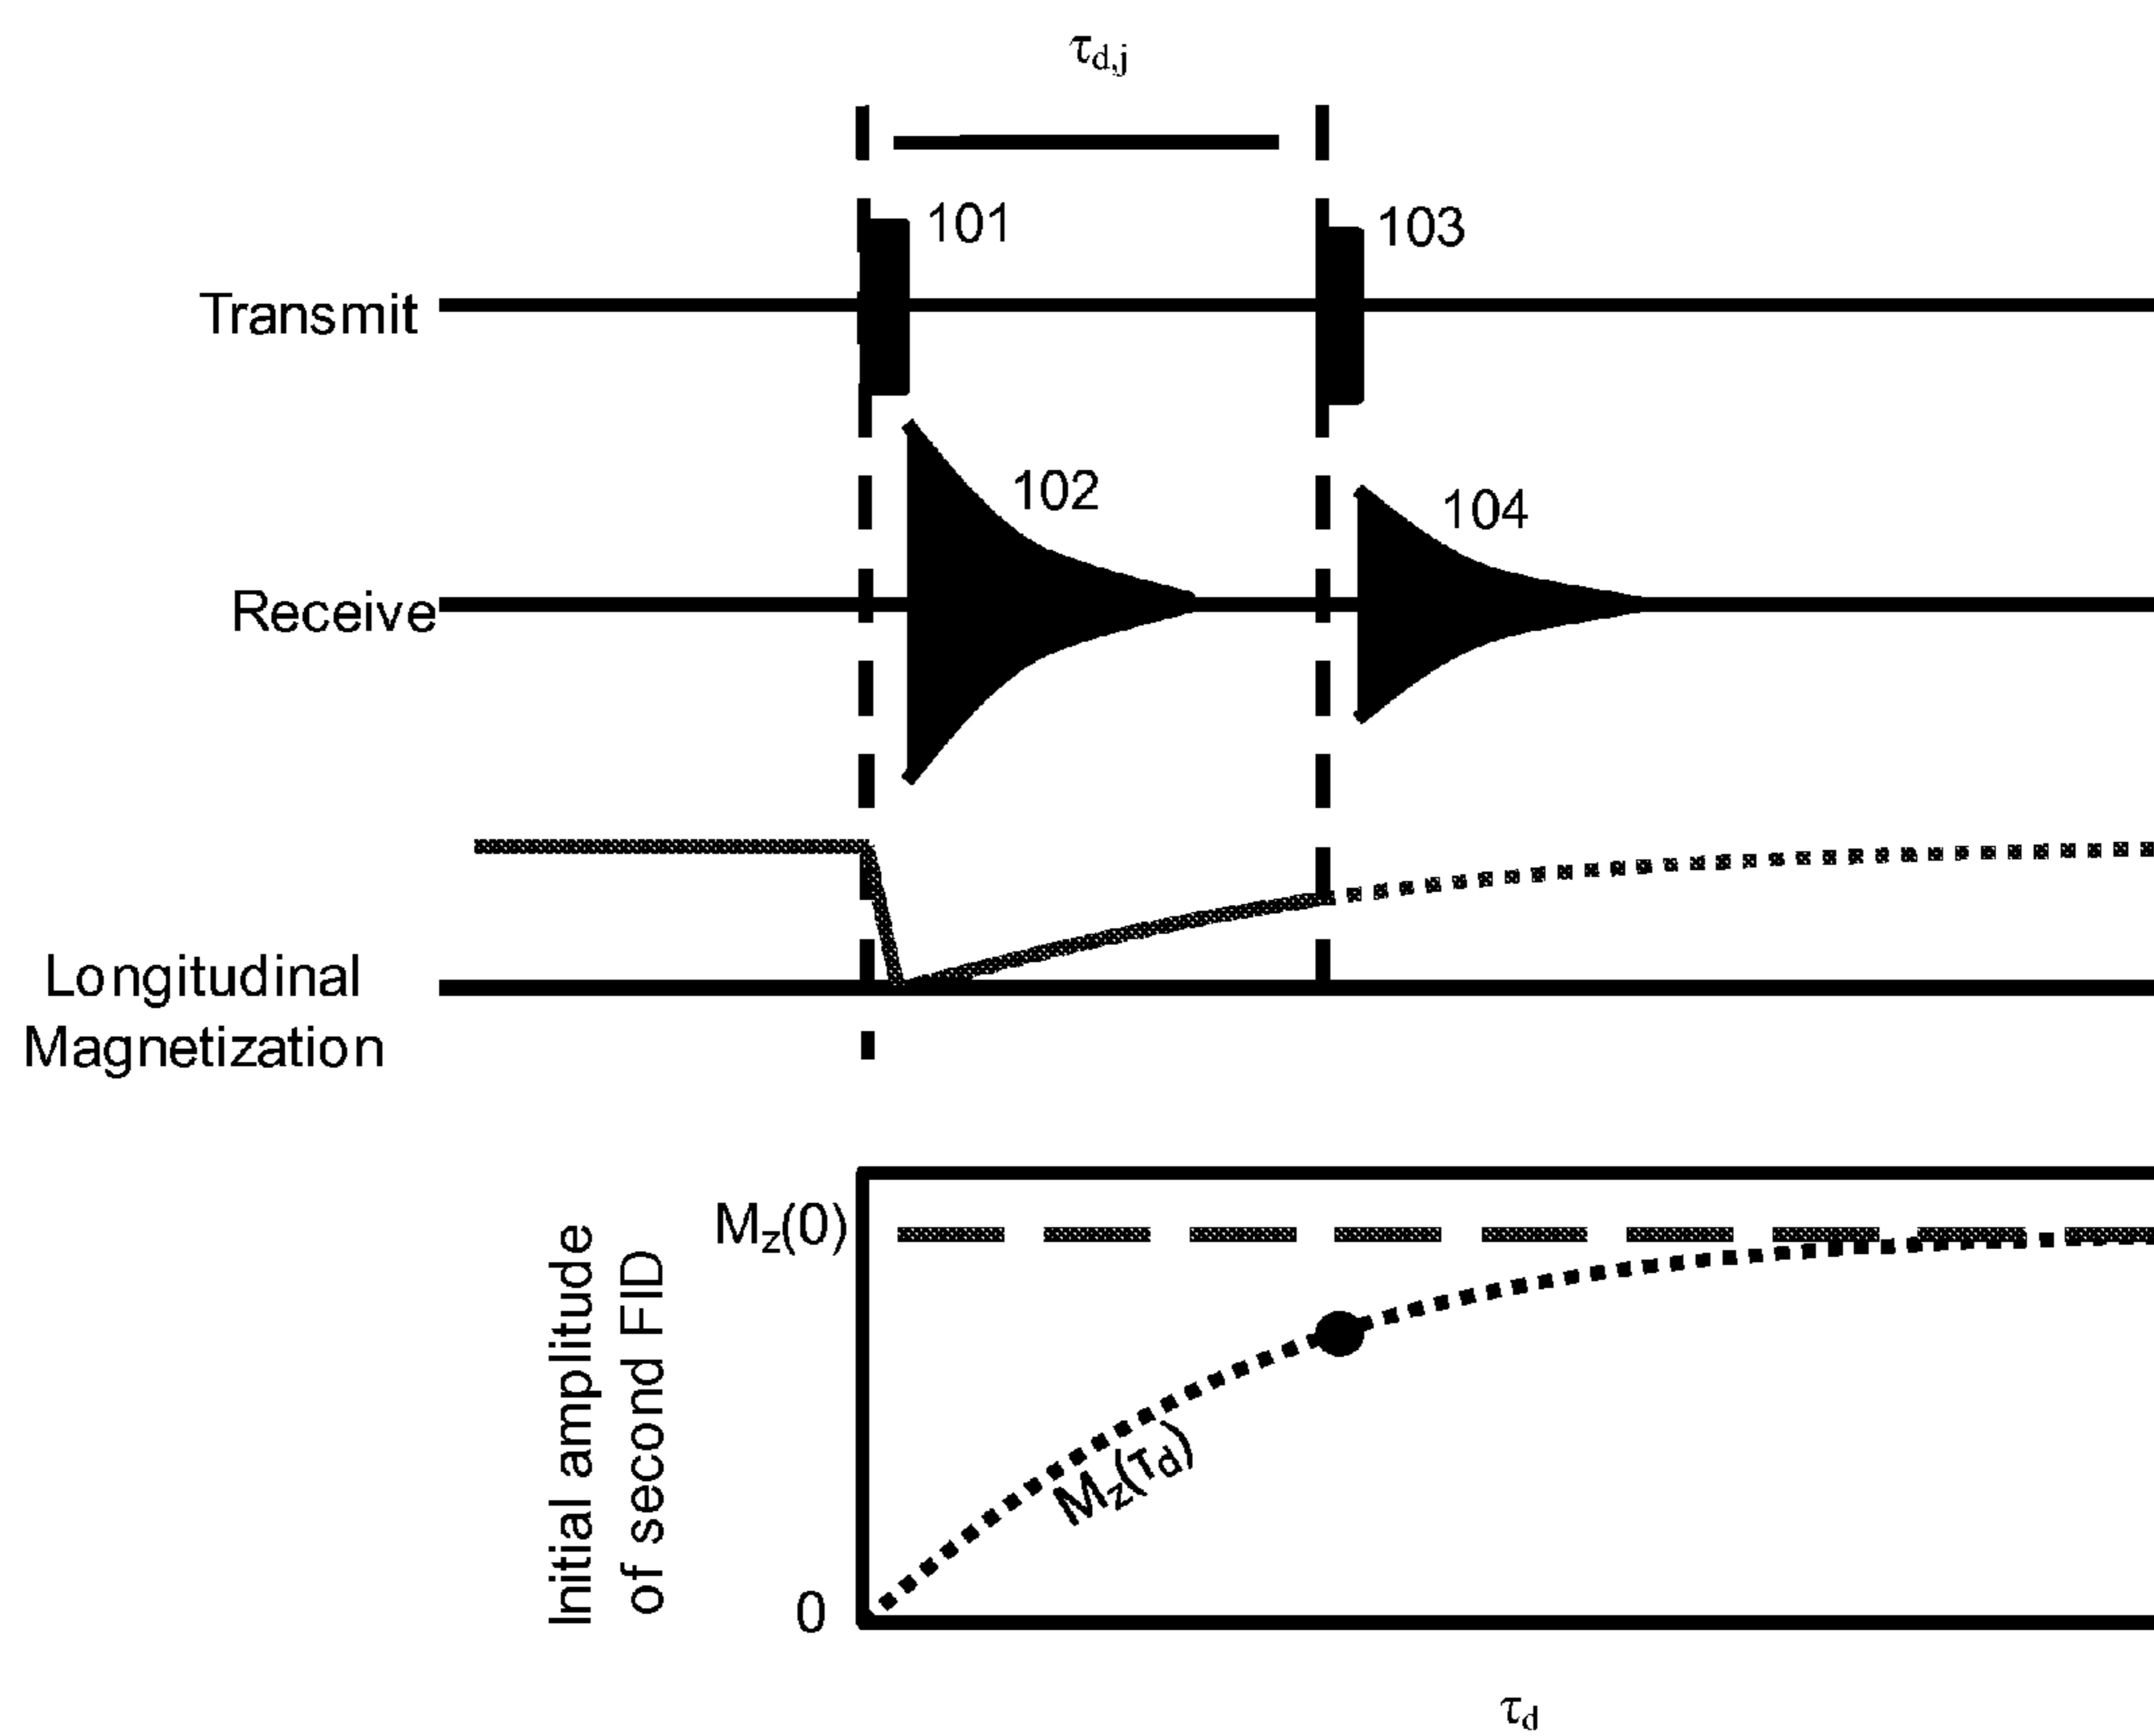 τd,j
101
103
Transmit
102
104
Receive
Longitudinal
Magnetization
Mz(0)
Initial amplitude
of second FID
Mz(τd)
0
τd